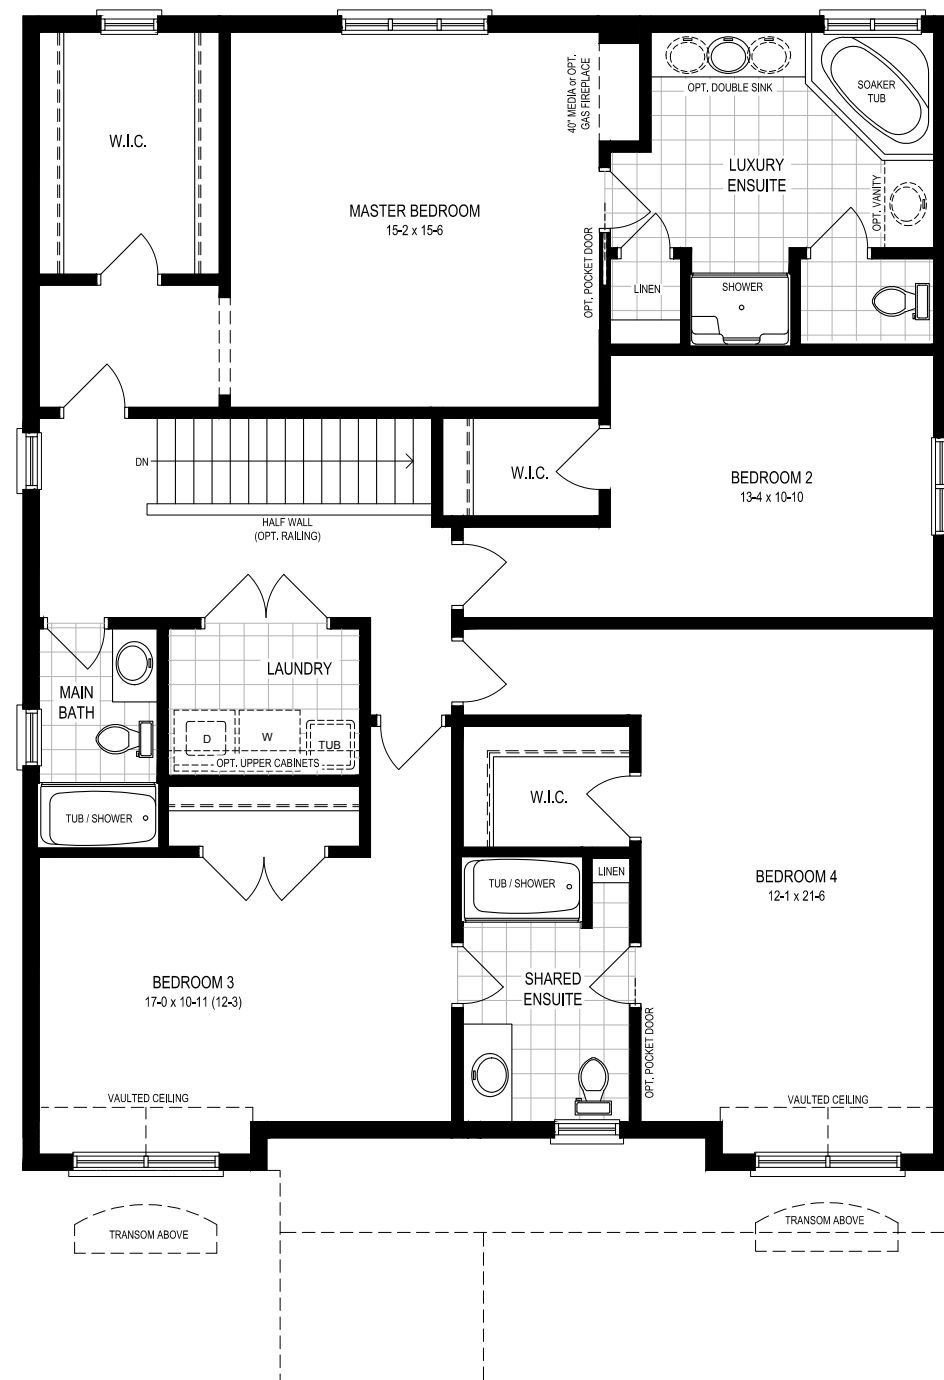 W.I.C.
MASTER BEDROOM
15-2 x 15-6
40" MEDIA or OPT.
GAS FIREPLACE
OPT. DOUBLE SINK
SOAKER
TUB
LUXURY
ENSUITE
OPT. VANITY
OPT. POCKET DOOR
LINEN
SHOWER
DN
HALF WALL
(OPT. RAILING)
W.I.C.
BEDROOM 2
13-4 x 10-10
MAIN
BATH
LAUNDRY
D
W
TUB
OPT. UPPER CABINETS
TUB / SHOWER
W.I.C.
TUB / SHOWER
LINEN
BEDROOM 4
12-1 x 21-6
BEDROOM 3
17-0 x 10-11 (12-3)
SHARED
ENSUITE
OPT. POCKET DOOR
VAULTED CEILING
VAULTED CEILING
TRANSOM ABOVE
TRANSOM ABOVE